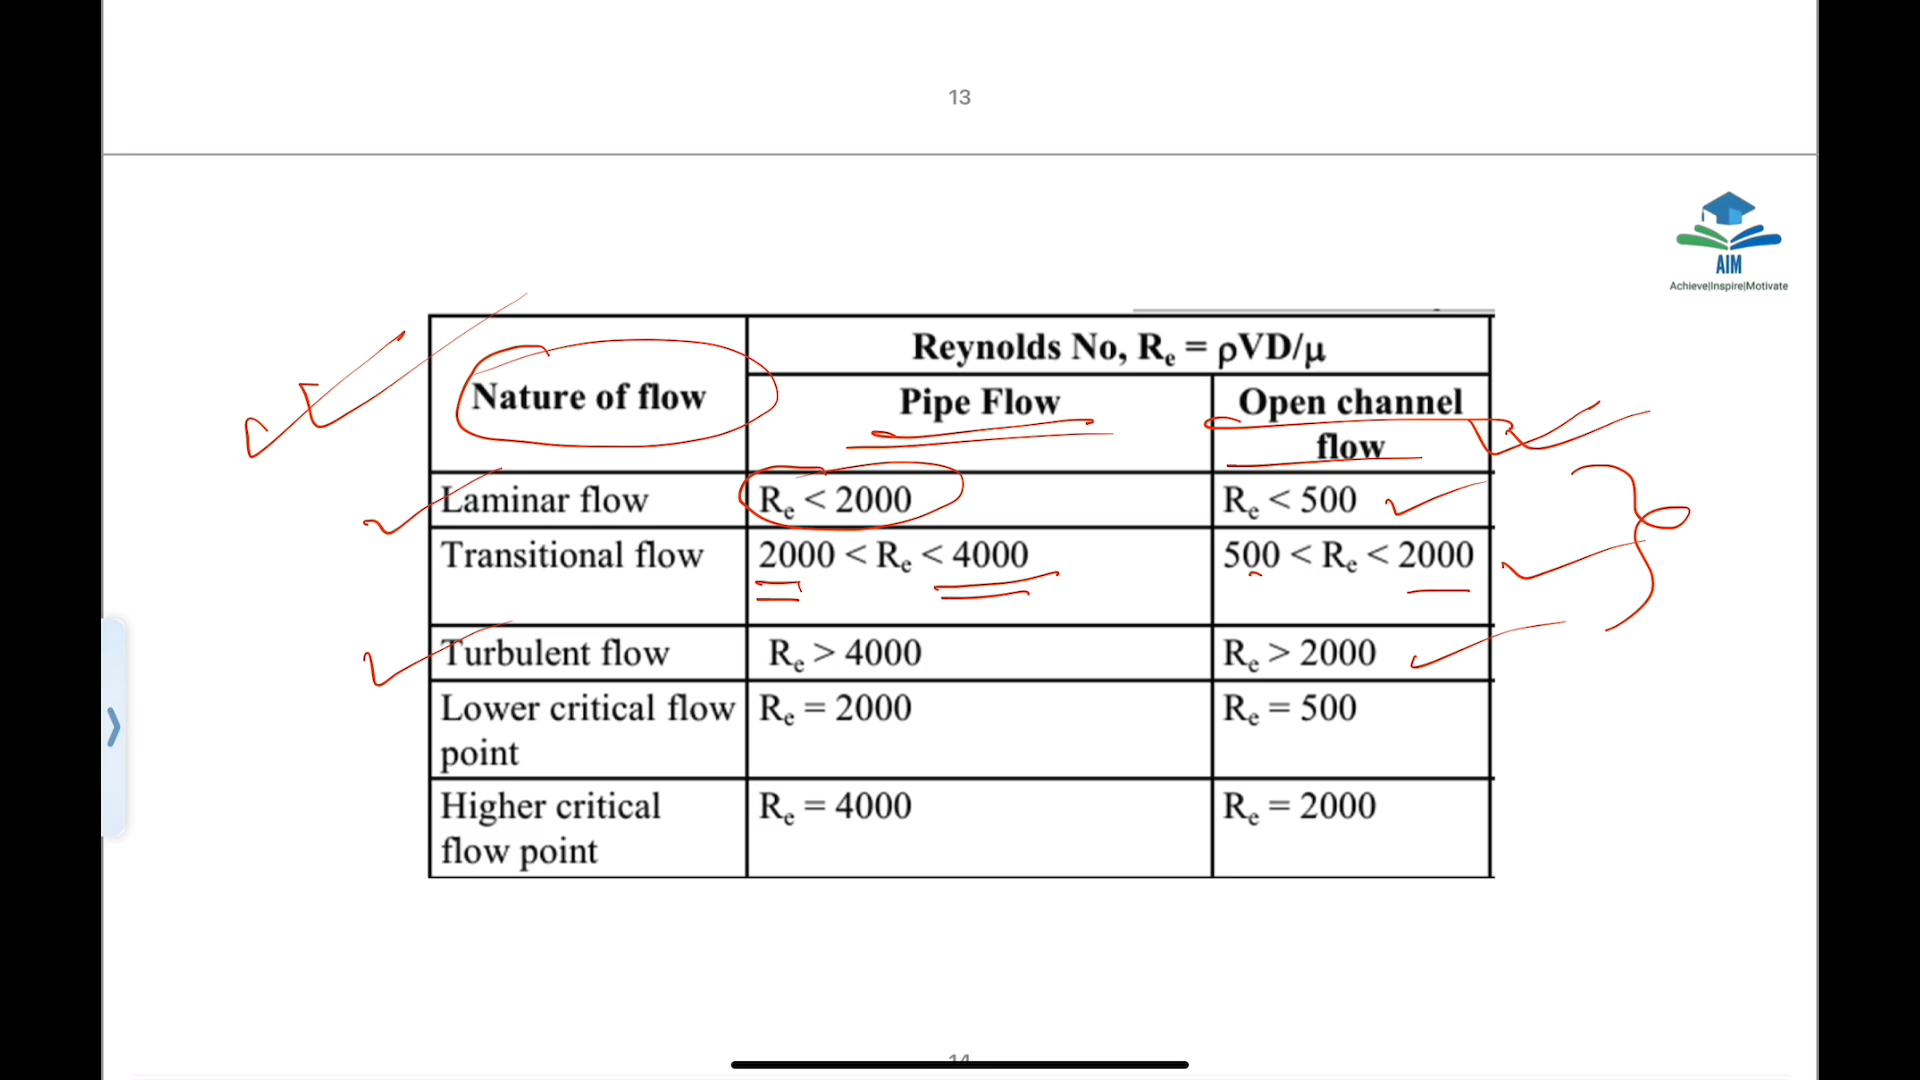 13
AIM
Achieve|Inspire|Motivate
Nature of flow
Reynolds No, Re = ρVD/μ
Pipe Flow
Open channel
flow
Laminar flow
Re < 2000
Re < 500
Transitional flow
2000 < Re < 4000
500 < Re < 2000
Turbulent flow
Re > 4000
Re > 2000
Lower critical flow
point
Re = 2000
Re = 500
Higher critical
flow point
Re = 4000
Re = 2000
14